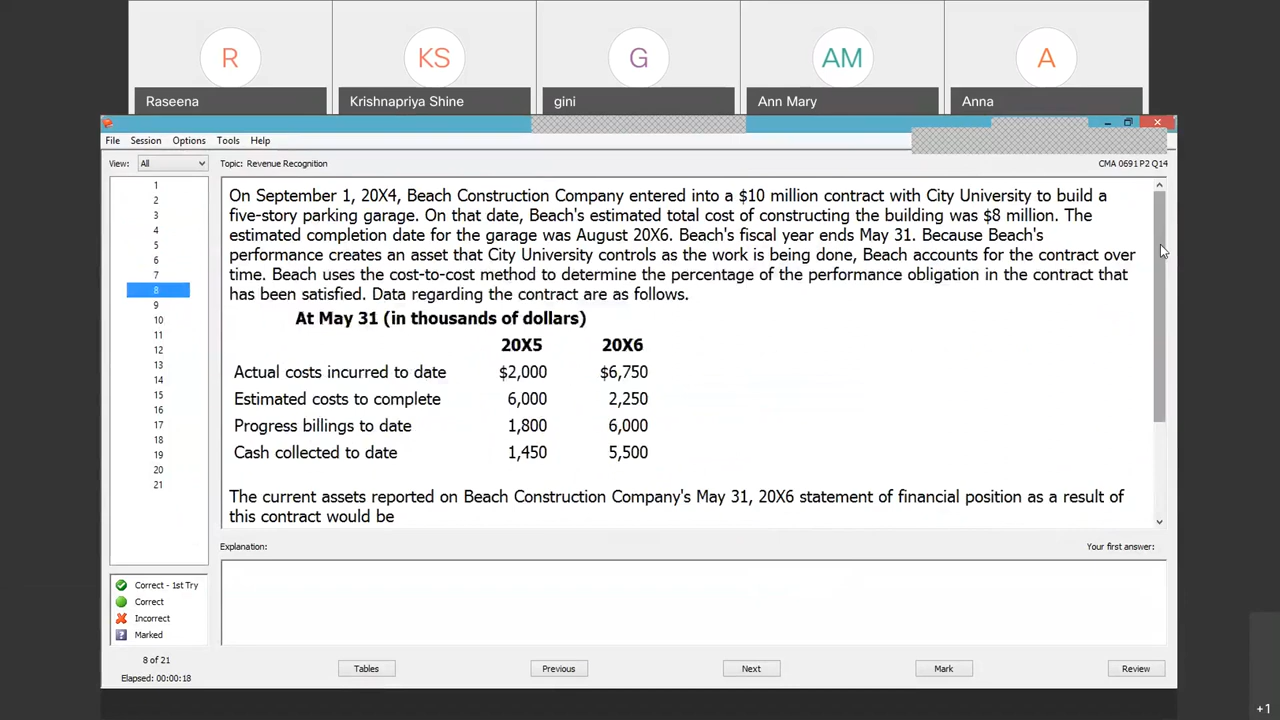 R
KS
G
AM
A
Raseena
Krishnapriya Shine
gini
Ann Mary
Anna
File Session Options Tools Help
View: All
Topic: Revenue Recognition
CMA 0691 P2 Q14
1
2
3
4
5
6
7
8
9
10
11
12
13
14
15
16
17
18
19
20
21
On September 1, 20X4, Beach Construction Company entered into a $10 million contract with City University to build a
five-story parking garage. On that date, Beach's estimated total cost of constructing the building was $8 million. The
estimated completion date for the garage was August 20X6. Beach's fiscal year ends May 31. Because Beach's
performance creates an asset that City University controls as the work is being done, Beach accounts for the contract over
time. Beach uses the cost-to-cost method to determine the percentage of the performance obligation in the contract that
has been satisfied. Data regarding the contract are as follows.
At May 31 (in thousands of dollars)
20X5 20X6
Actual costs incurred to date $2,000 $6,750
Estimated costs to complete 6,000 2,250
Progress billings to date 1,800 6,000
Cash collected to date 1,450 5,500
The current assets reported on Beach Construction Company's May 31, 20X6 statement of financial position as a result of
this contract would be
Explanation:
Your first answer:
Correct - 1st Try
Correct
Incorrect
? Marked
8 of 21
Elapsed: 00:00:18
Tables
Previous
Next
Mark
Review
+1